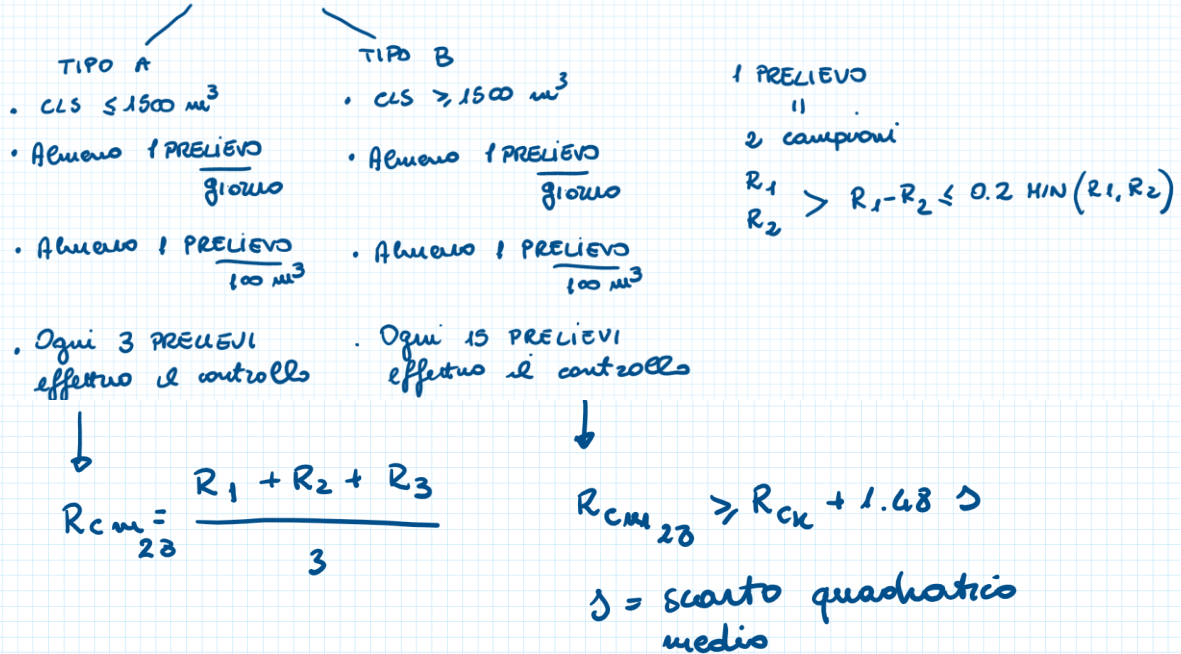 TIPO A
• CLS ≤ 1500 m³
• Almeno 1 PRELIEVO
giorno
• Almeno 1 PRELIEVO
100 m³
• Ogni 3 PRELIEVI
effettuo il controllo
Rcm28 = R1 + R2 + R3
3
TIPO B
• CLS ≥ 1500 m³
• Almeno 1 PRELIEVO
giorno
• Almeno 1 PRELIEVO
100 m³
• Ogni 15 PRELIEVI
effettuo il controllo
Rcm28 ≥ Rck + 1.48 s
s = scarto quadratico
medio
1 PRELIEVO
=
2 campioni
R1
R2 > R1-R2 ≤ 0.2 MIN(R1, R2)